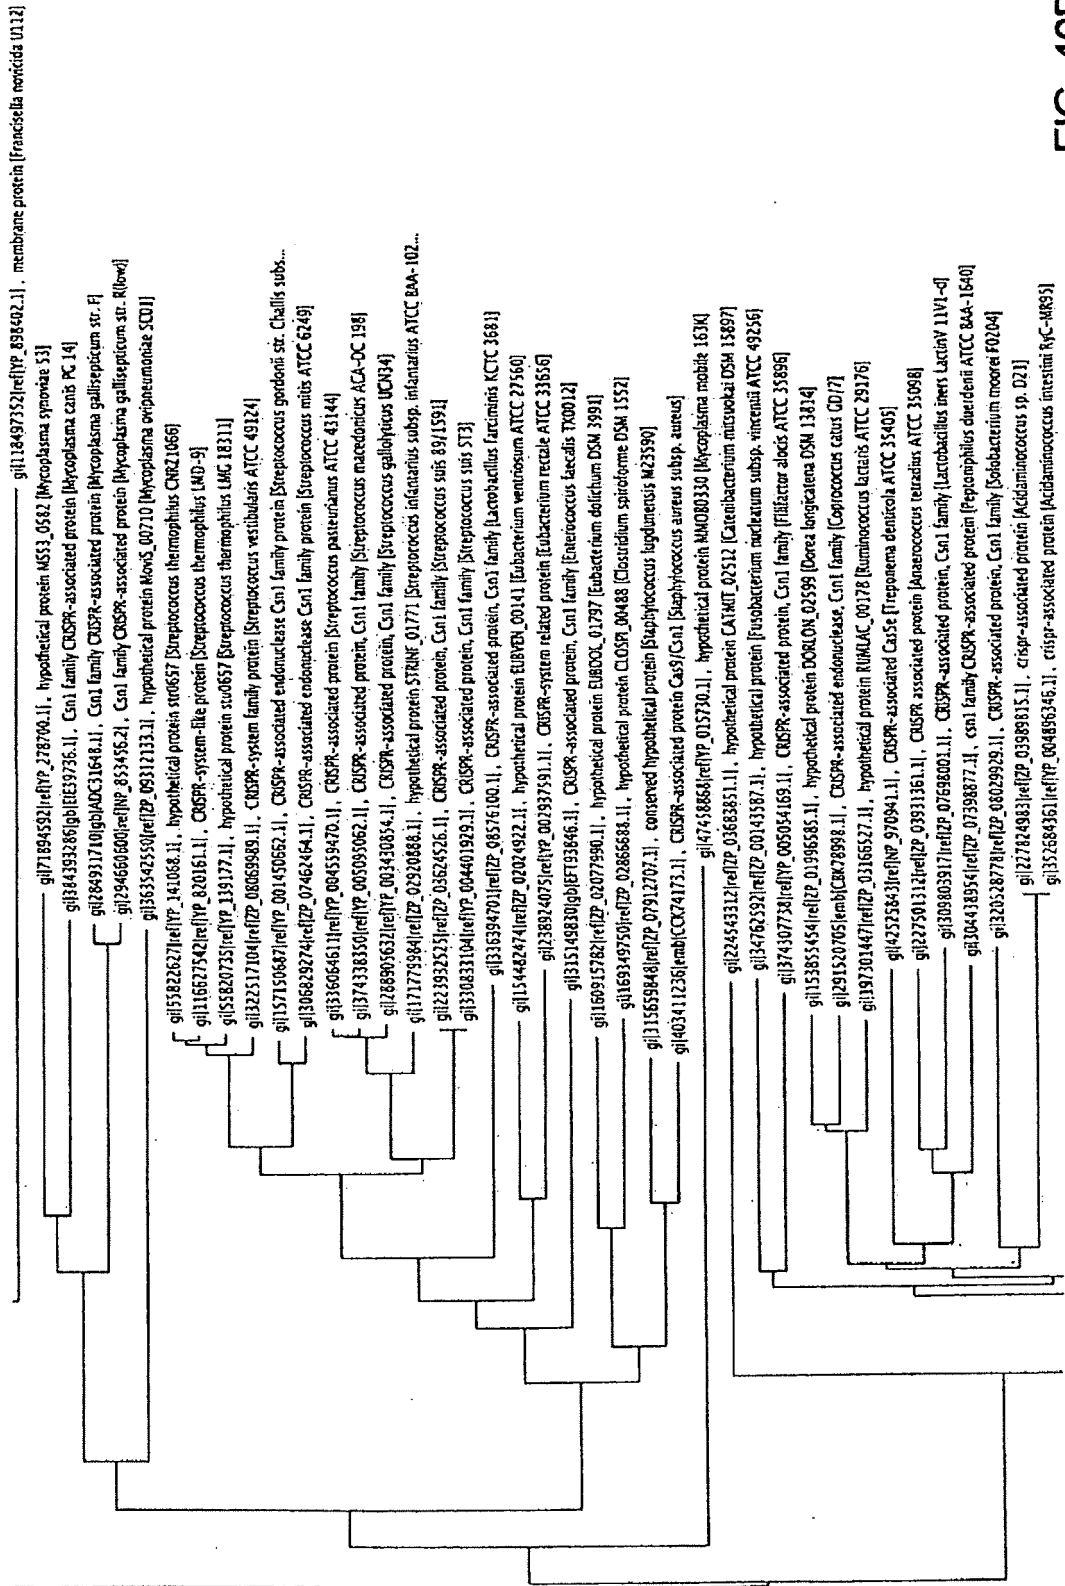 gi|118497352|ref|YP_898402.1|, membrane protein [Francisella novicida U112]
gi|71894592|ref|YP_278700.1|, hypothetical protein MS53_0582 [Mycoplasma synoviae 53]
gi|384393286|gb|EIE39736.1|, Csn1 family CRISPR-associated protein [Mycoplasma canis PG 14]
gi|284931710|gb|ADC31648.1|, Csn1 family CRISPR-associated protein [Mycoplasma gallisepticum str. F]
gi|294660600|ref|NP_853456.2|, Csn1 family CRISPR-associated protein [Mycoplasma gallisepticum str. R(low)]
gi|363542550|ref|ZP_09312133.1|, hypothetical protein MoviS_00710 [Mycoplasma ovipneumoniae SC01]
gi|55822627|ref|YP_141068.1|, hypothetical protein str0657 [Streptococcus thermophilus CNRZ1066]
gi|116627542|ref|YP_820161.1|, CRISPR-system-like protein [Streptococcus thermophilus LMD-9]
gi|55820735|ref|YP_139177.1|, hypothetical protein stu0657 [Streptococcus thermophilus LMG 18311]
gi|322517104|ref|ZP_08069989.1|, CRISPR-system family protein [Streptococcus vestibularis ATCC 49124]
gi|157150687|ref|YP_001450662.1|, CRISPR-associated endonuclease Csn1 family protein [Streptococcus gordonii str. Challis subs...
gi|306829274|ref|ZP_07462464.1|, CRISPR-associated endonuclease Csn1 family protein [Streptococcus mitis ATCC 6249]
gi|336064611|ref|YP_004559470.1|, CRISPR-associated protein [Streptococcus pasteurianus ATCC 43144]
gi|374338350|ref|YP_005095062.1|, CRISPR-associated protein, Csn1 family [Streptococcus macedonicus ACA-DC 198]
gi|288905632|ref|YP_003430854.1|, CRISPR-associated protein, Csn1 family [Streptococcus gallolyticus UCN34]
gi|171779984|ref|ZP_02920888.1|, hypothetical protein STRINF_01771 [Streptococcus infantarius subsp. infantarius ATCC BAA-102...
gi|223932525|ref|ZP_03624526.1|, CRISPR-associated protein, Csn1 family [Streptococcus suis 89/1591]
gi|330833104|ref|YP_004401929.1|, CRISPR-associated protein, Csn1 family [Streptococcus suis ST3]
gi|336394701|ref|ZP_08576100.1|, CRISPR-associated protein, Csn1 family [Lactobacillus farciminis KCTC 3681]
gi|154482474|ref|ZP_02024922.1|, hypothetical protein EUBVEN_00141 [Eubacterium ventriosum ATCC 27560]
gi|238924075|ref|YP_002937591.1|, CRISPR-system related protein [Eubacterium rectale ATCC 33656]
gi|315149830|gb|EFT93846.1|, CRISPR-associated protein, Csn1 family [Enterococcus faecalis TX0012]
gi|160915782|ref|ZP_02077990.1|, hypothetical protein EUBDOL_01797 [Eubacterium dolichum DSM 3991]
gi|169349750|ref|ZP_02866688.1|, hypothetical protein CLOSPI_00488 [Clostridium spiroforme DSM 1552]
gi|315659848|ref|ZP_07912707.1|, conserved hypothetical protein [Staphylococcus lugdunensis M23590]
gi|403411236|emb|CCK74173.1|, CRISPR-associated protein Cas9/Csn1 [Staphylococcus aureus subsp. aureus]
gi|47458868|ref|YP_015730.1|, hypothetical protein MMOB0330 [Mycoplasma mobile 163K]
gi|224543312|ref|ZP_03683851.1|, hypothetical protein CATMIT_02512 [Catenibacterium mitsuokai DSM 15897]
gi|34762592|ref|ZP_00143587.1|, hypothetical protein [Fusobacterium nucleatum subsp. vincentii ATCC 49256]
gi|374307738|ref|YP_005054169.1|, CRISPR-associated protein, Csn1 family [Filifactor alocis ATCC 35896]
gi|153855454|ref|ZP_01996585.1|, hypothetical protein DORLON_02599 [Dorea longicatena DSM 13814]
gi|291520705|emb|CBK78998.1|, CRISPR-associated endonuclease, Csn1 family [Coprococcus catus GD/7]
gi|197301447|ref|ZP_03166527.1|, hypothetical protein RUMLAC_00178 [Ruminococcus lactaris ATCC 29176]
gi|42525843|ref|NP_970941.1|, CRISPR-associated Cas5e [Treponema denticola ATCC 35405]
gi|227501312|ref|ZP_03931361.1|, CRISPR associated protein [Anaerococcus tetradius ATCC 35098]
gi|309803917|ref|ZP_07698001.1|, CRISPR-associated protein, Csn1 family [Lactobacillus iners LactinV 11V1-d]
gi|304438954|ref|ZP_07398877.1|, csn1 family CRISPR-associated protein [Peptoniphilus duerdenii ATCC BAA-1640]
gi|320528778|ref|ZP_08029929.1|, CRISPR-associated protein, Csn1 family [Solobacterium moorei F0204]
gi|227824983|ref|ZP_03989815.1|, crispr-associated protein [Acidaminococcus sp. D21]
gi|352684361|ref|YP_004896346.1|, crispr-associated protein [Acidaminococcus intestini RyC-MR95]